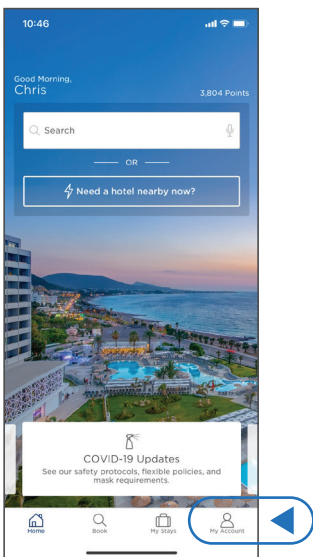 10:46
Good Morning,
Chris
3,804 Points
Search
OR
Need a hotel nearby now?
COVID-19 Updates
See our safety protocols, flexible policies, and
mask requirements.
Home
Book
My Stays
My Account